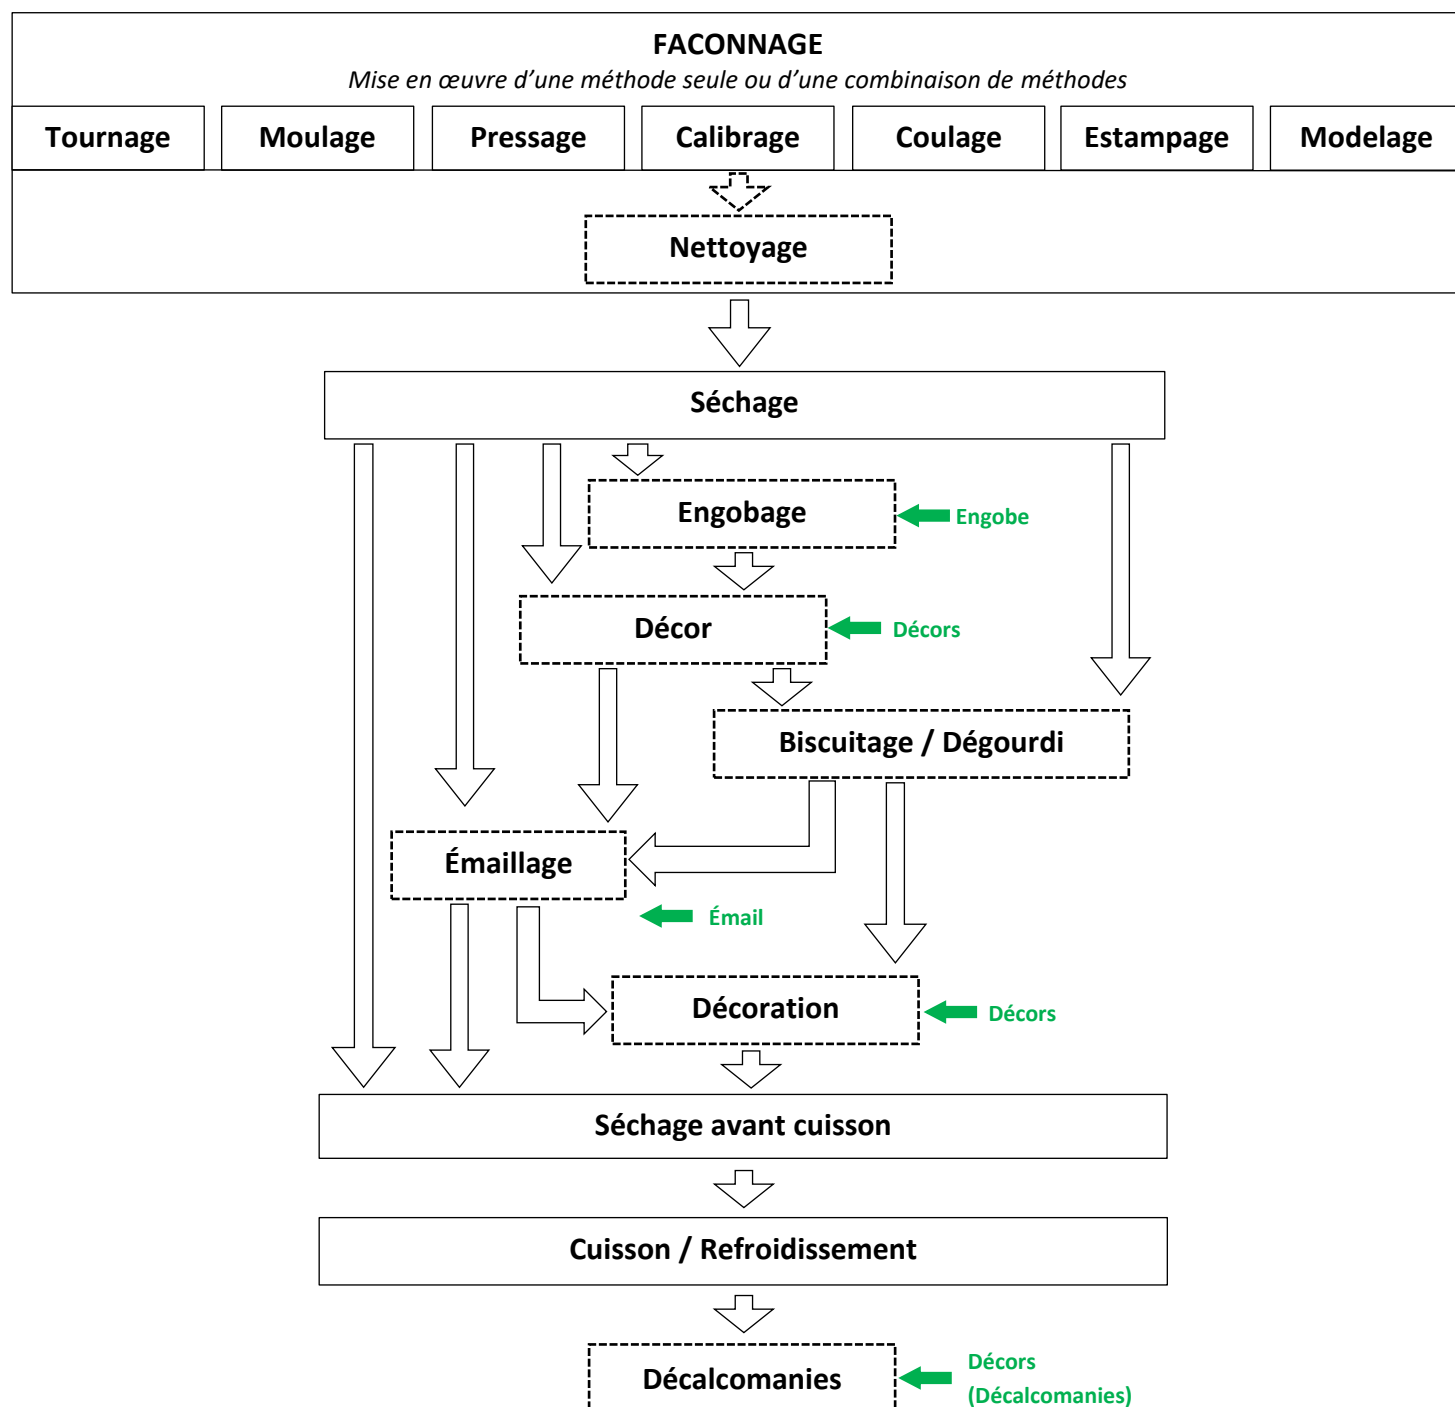 FACONNAGE
Mise en œuvre d’une méthode seule ou d’une combinaison de méthodes
Tournage
Moulage
Pressage
Calibrage
Coulage
Estampage
Modelage
Nettoyage
Séchage
Engobage
Engobe
Décor
Décors
Biscuitage / Dégourdi
Émaillage
Émail
Décoration
Décors
Séchage avant cuisson
Cuisson / Refroidissement
Décalcomanies
Décors
(Décalcomanies)